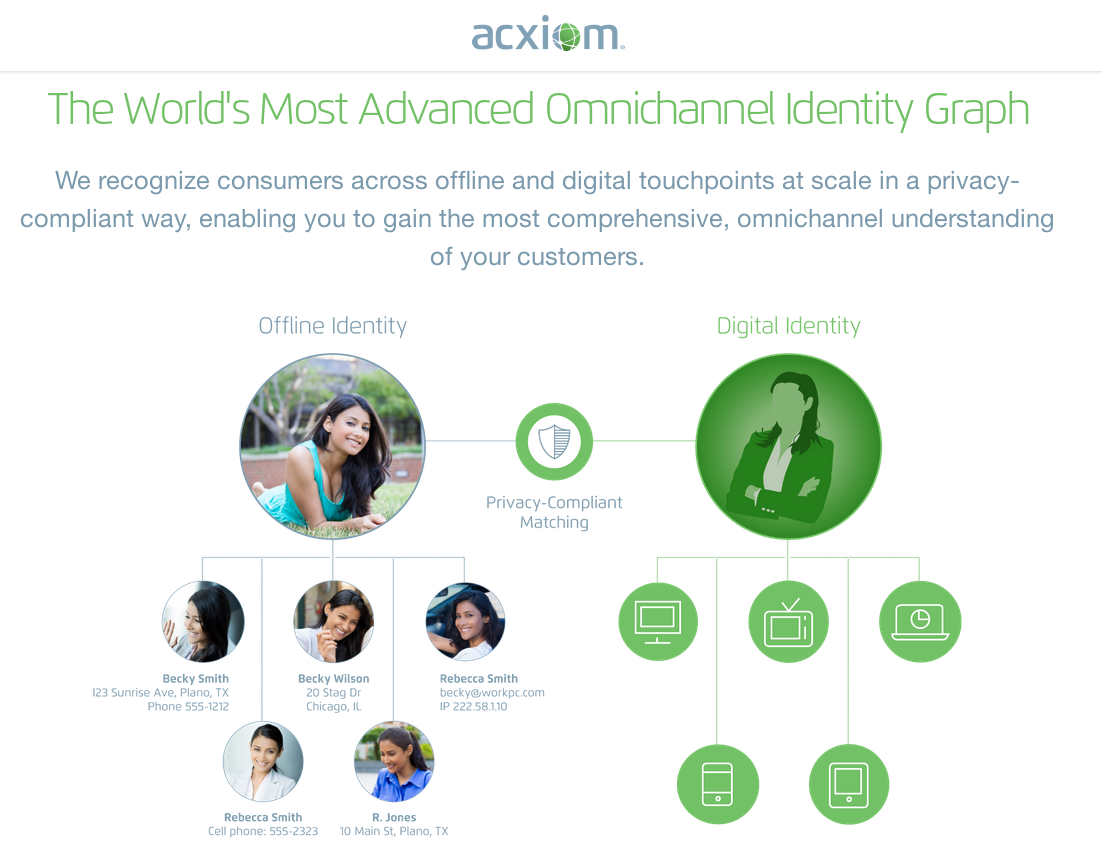 acxiom
The World's Most Advanced Omnichannel Identity Graph
We recognize consumers across offline and digital touchpoints at scale in a privacy-
compliant way, enabling you to gain the most comprehensive, omnichannel understanding
of your customers.
Offline Identity
Digital Identity
Privacy-Compliant
Matching
Becky Smith
123 Sunrise Ave, Plano, TX
Phone 555-1212
Becky Wilson
20 Stag Dr
Chicago, IL
Rebecca Smith
becky@workpc.com
IP 222.58.1.10
Rebecca Smith
Cell phone: 555-2323
R. Jones
10 Main St, Plano, TX